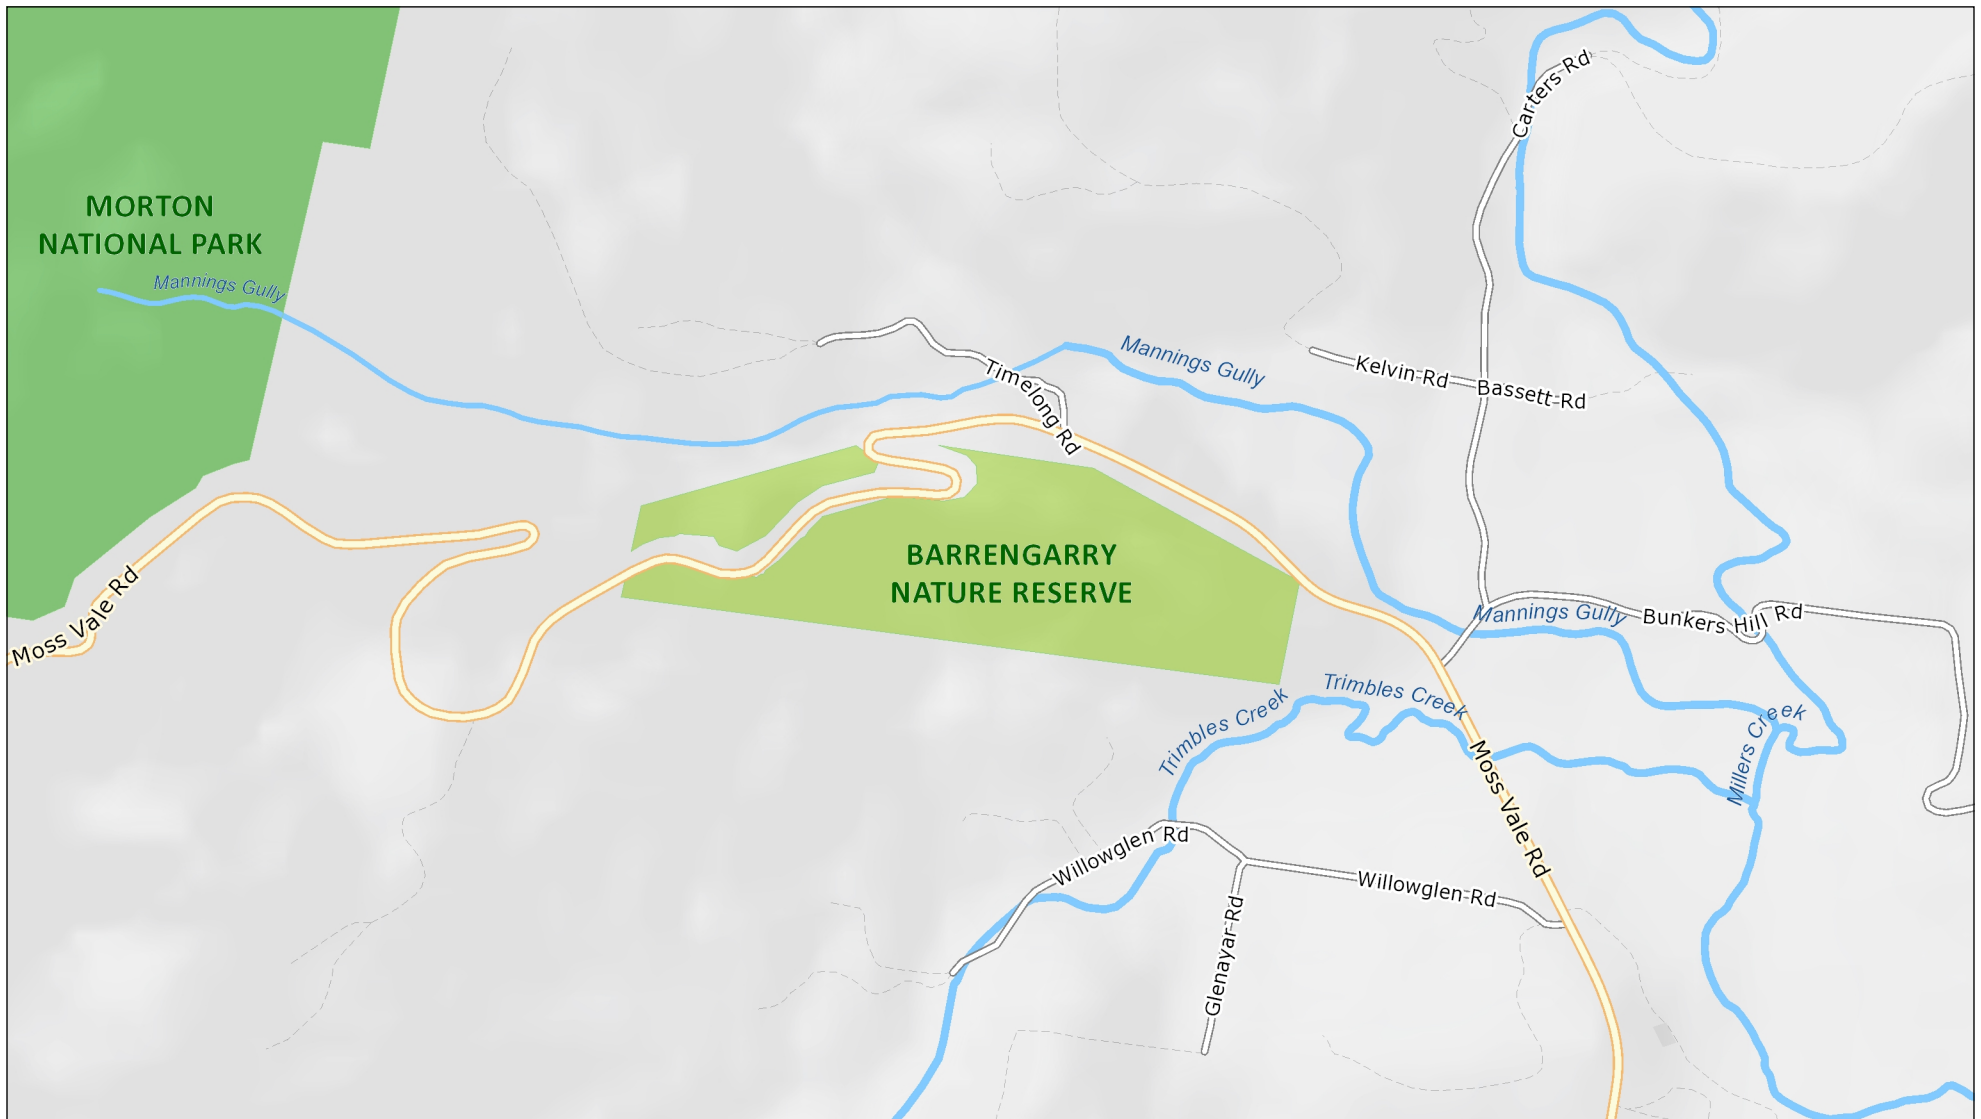 Carters Rd
MORTON
NATIONAL PARK
Mannings Gully
Mannings Gully
Timelong Rd
Kelvin Rd
Bassett Rd
BARRENGARRY
NATURE RESERVE
Moss Vale Rd
Mannings Gully
Bunkers Hill Rd
Trimbles Creek
Trimbles Creek
Millers Creek
Moss Vale Rd
Willowglen Rd
Willowglen Rd
Glenayar Rd